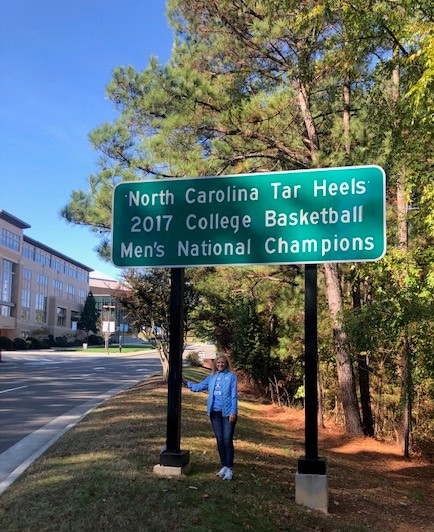 North Carolina Tar Heels
2017 College Basketball
Men's National Champions